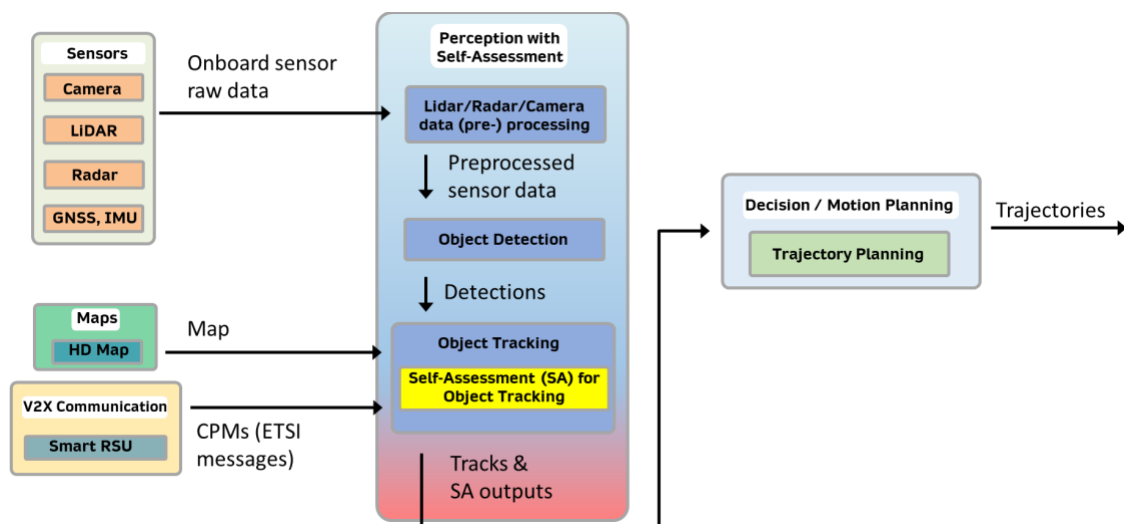 Sensors
Camera
LiDAR
Radar
GNSS, IMU
Onboard sensor
raw data
Maps
HD Map
Map
V2X Communication
Smart RSU
CPMs (ETSI
messages)
Perception with
Self-Assessment
Lidar/Radar/Camera
data (pre-) processing
Preprocessed
sensor data
Object Detection
Detections
Object Tracking
Self-Assessment (SA) for
Object Tracking
Tracks &
SA outputs
Decision / Motion Planning
Trajectory Planning
Trajectories